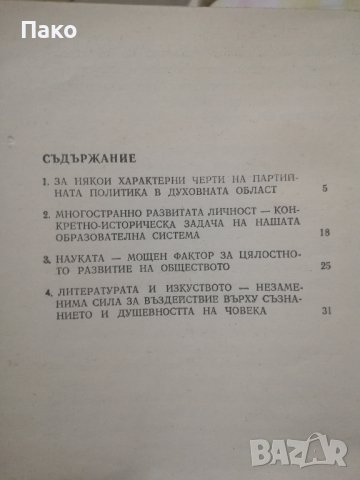 Пако
СЪДЪРЖАНИЕ
1. ЗА НЯКОИ ХАРАКТЕРНИ ЧЕРТИ НА ПАРТИЙ-
НАТА ПОЛИТИКА В ДУХОВНАТА ОБЛАСТ 5
2. МНОГОСТРАННО РАЗВИТАТА ЛИЧНОСТ — КОН-
КРЕТНО-ИСТОРИЧЕСКА ЗАДАЧА НА НАШАТА
ОБРАЗОВАТЕЛНА СИСТЕМА 18
3. НАУКАТА — МОЩЕН ФАКТОР ЗА ЦЯЛОСТНО-
ТО РАЗВИТИЕ НА ОБЩЕСТВОТО 25
4. ЛИТЕРАТУРАТА И ИЗКУСТВОТО — НЕЗАМЕ-
НИМА СИЛА ЗА ВЪЗДЕЙСТВИЕ ВЪРХУ СЪЗНА-
НИЕТО И ДУШЕВНОСТТА НА ЧОВЕКА 31
BAZAR